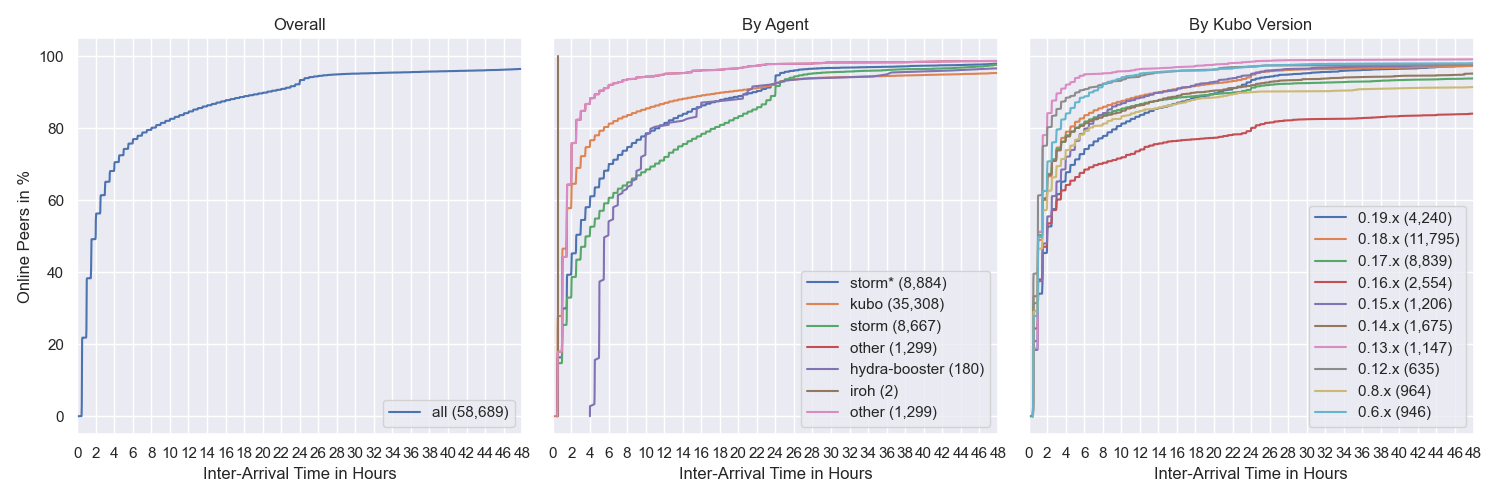 Overall
By Agent
By Kubo Version
Online Peers in %
100
80
60
40
20
0
all (58,689)
0 2 4 6 8 10 12 14 16 18 20 22 24 26 28 30 32 34 36 38 40 42 44 46 48
Inter-Arrival Time in Hours
storm* (8,884)
kubo (35,308)
storm (8,667)
other (1,299)
hydra-booster (180)
iroh (2)
other (1,299)
0 2 4 6 8 10 12 14 16 18 20 22 24 26 28 30 32 34 36 38 40 42 44 46 48
Inter-Arrival Time in Hours
0.19.x (4,240)
0.18.x (11,795)
0.17.x (8,839)
0.16.x (2,554)
0.15.x (1,206)
0.14.x (1,675)
0.13.x (1,147)
0.12.x (635)
0.8.x (964)
0.6.x (946)
0 2 4 6 8 10 12 14 16 18 20 22 24 26 28 30 32 34 36 38 40 42 44 46 48
Inter-Arrival Time in Hours